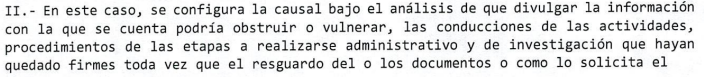 II.- En este caso, se configura la causal bajo el análisis de que divulgar la información
con la que se cuenta podría obstruir o vulnerar, las conducciones de las actividades,
procedimientos de las etapas a realizarse administrativo y de investigación que hayan
quedado firmes toda vez que el resguardo del o los documentos o como lo solicita el